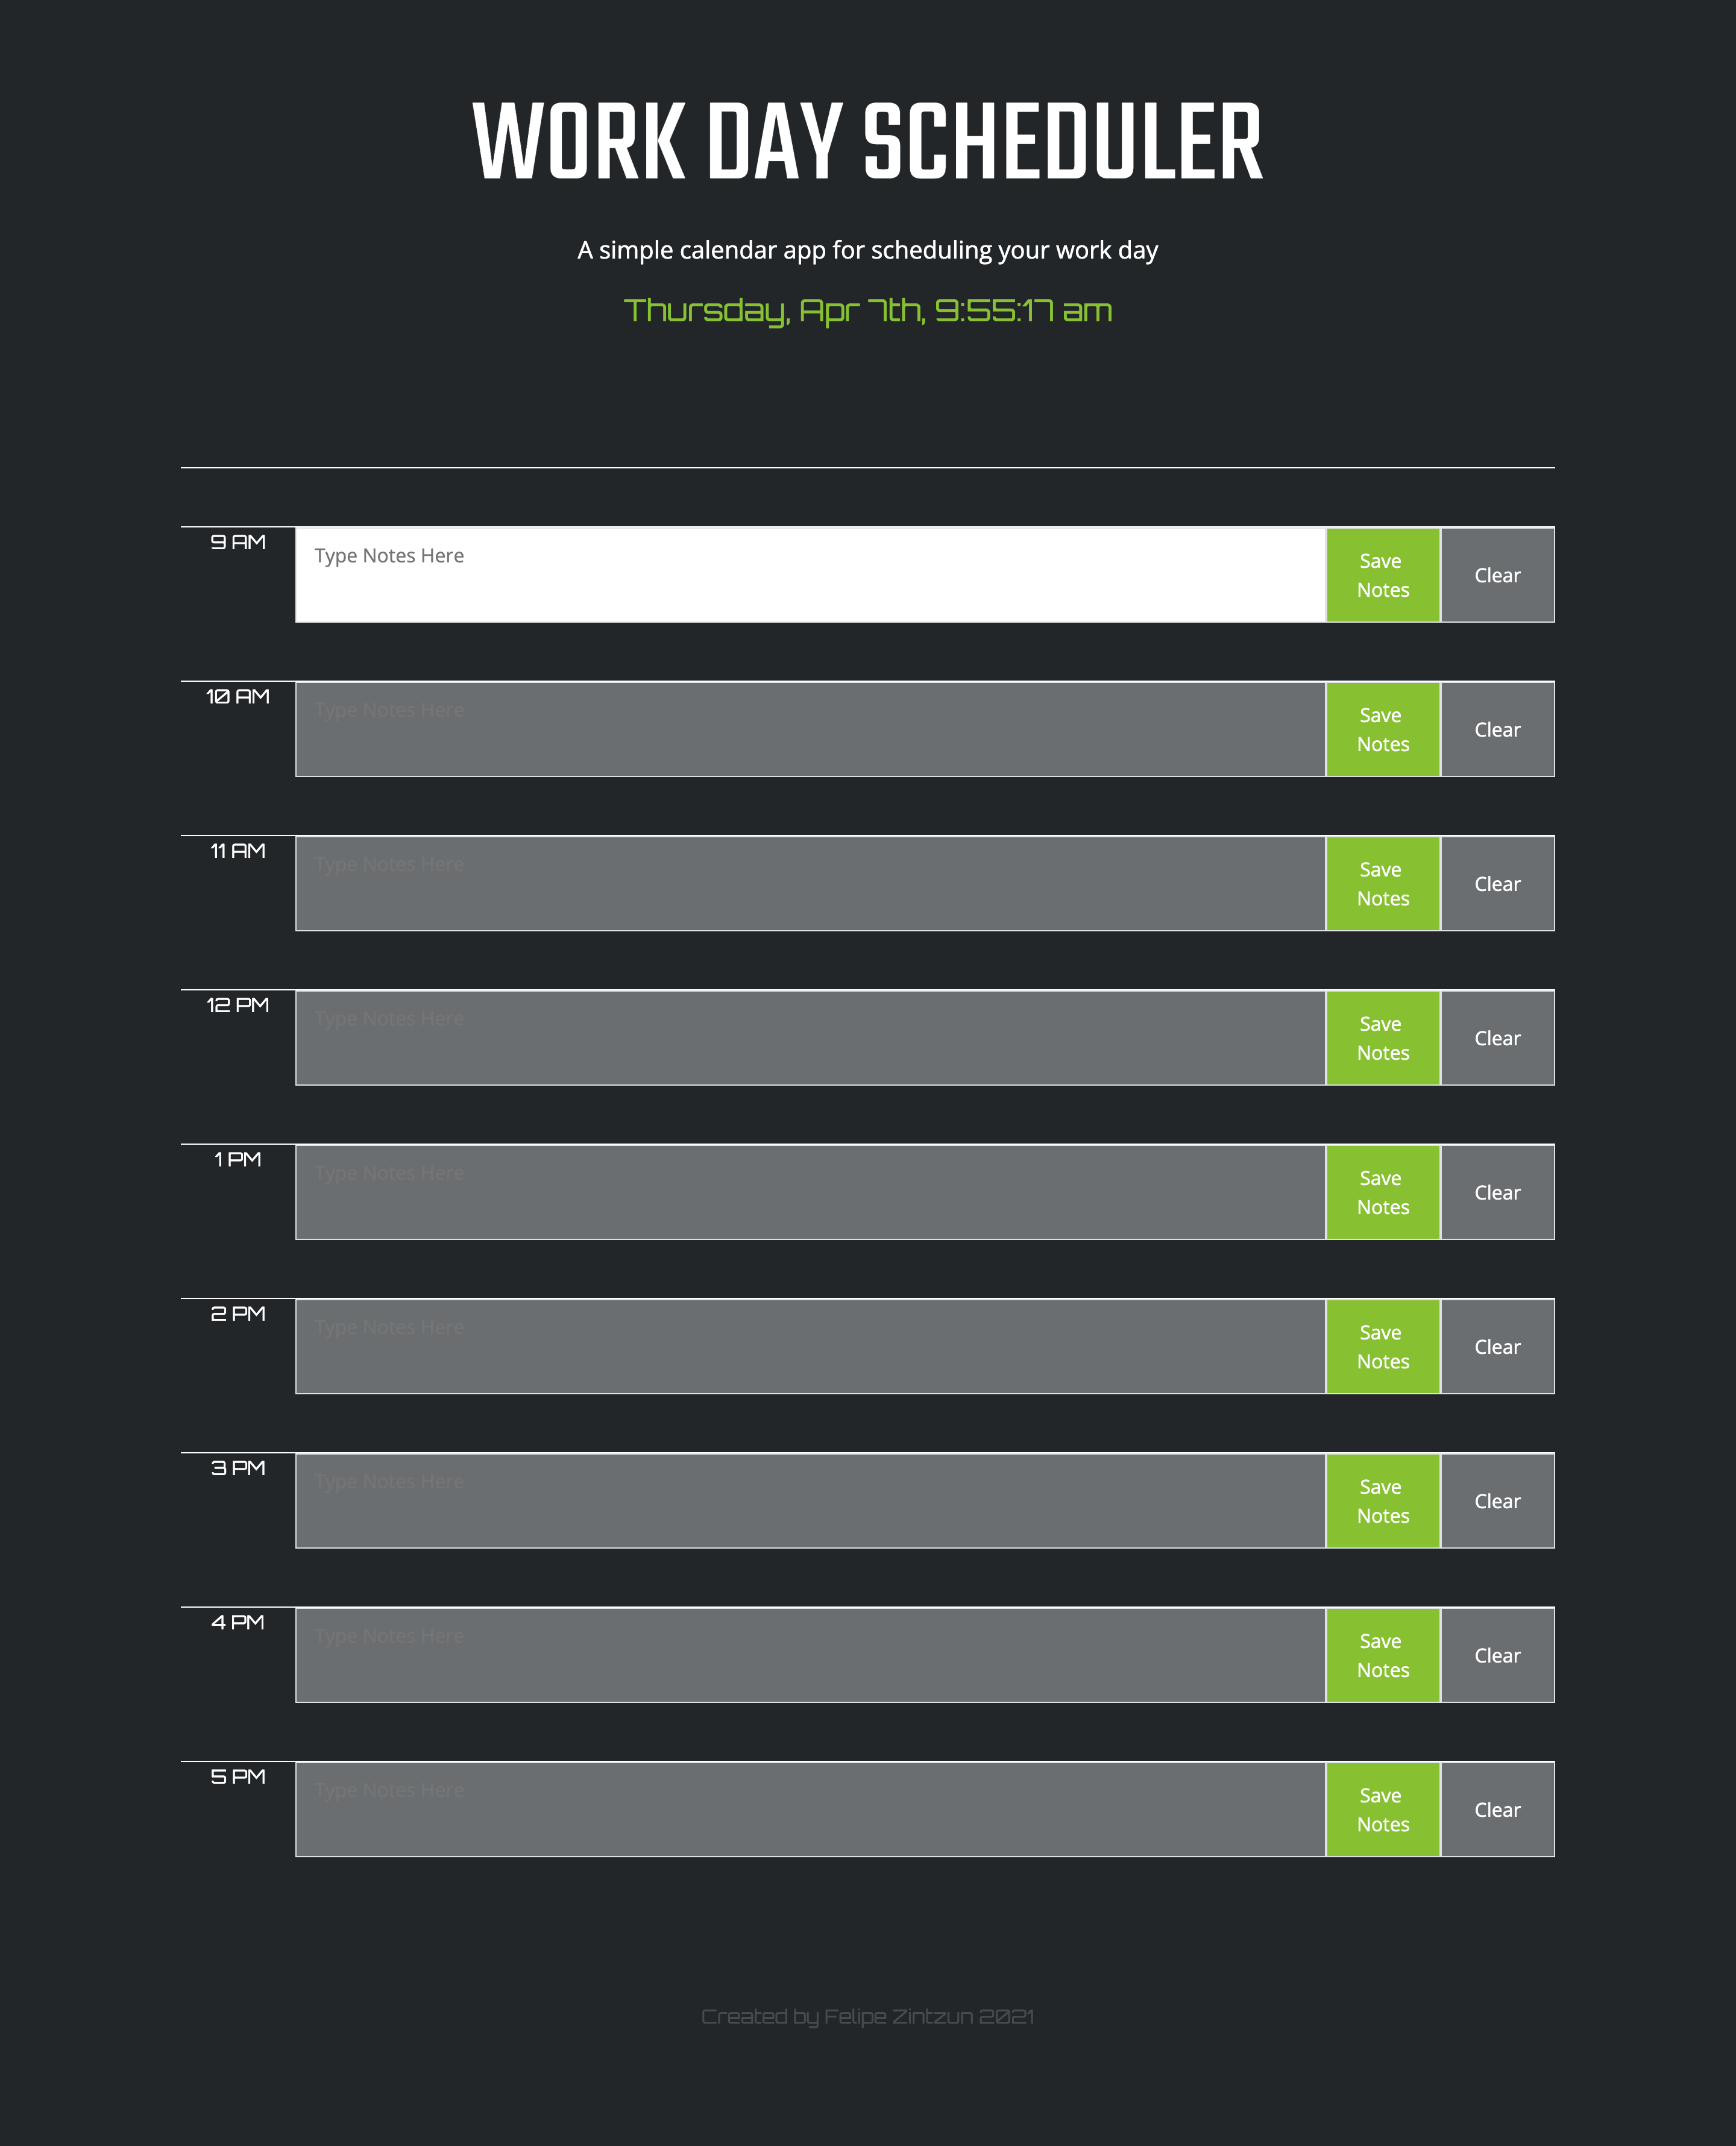 WORK DAY SCHEDULER
A simple calendar app for scheduling your work day
Thursday, Apr 7th, 9:55:17 am
9 AM
Type Notes Here
Save
Notes
Clear
10 AM
Type Notes Here
Save
Notes
Clear
11 AM
Type Notes Here
Save
Notes
Clear
12 PM
Type Notes Here
Save
Notes
Clear
1 PM
Type Notes Here
Save
Notes
Clear
2 PM
Type Notes Here
Save
Notes
Clear
3 PM
Type Notes Here
Save
Notes
Clear
4 PM
Type Notes Here
Save
Notes
Clear
5 PM
Type Notes Here
Save
Notes
Clear
Created by Felipe Zintzun 2021